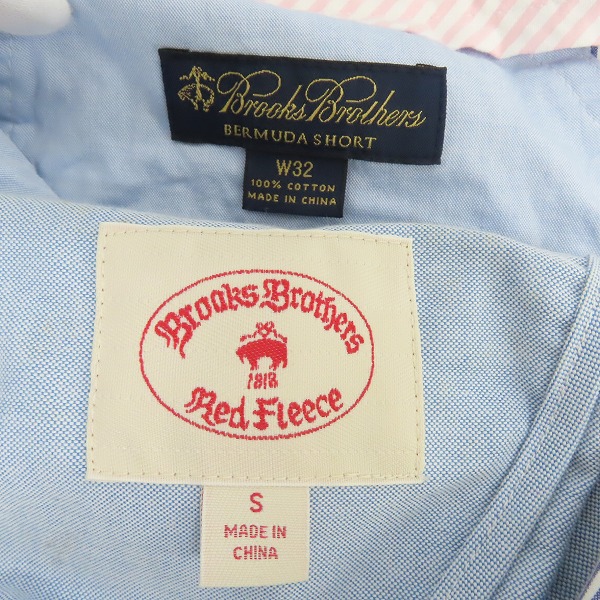 Brooks Brothers
BERMUDA SHORT
W32
100% COTTON
MADE IN CHINA
Brooks Brothers
1818
Red Fleece
S
MADE IN
CHINA